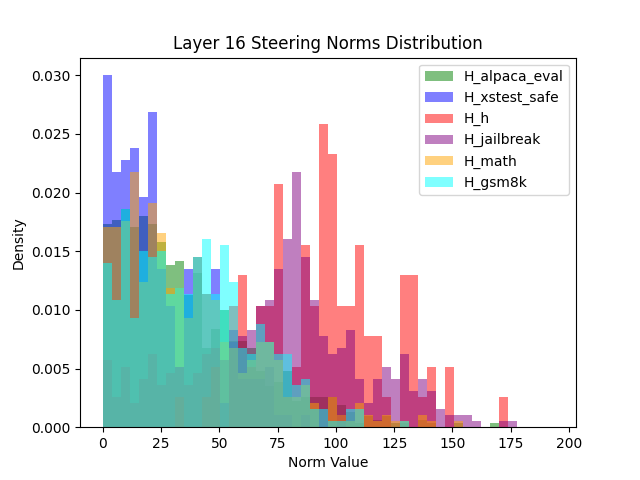 Layer 16 Steering Norms Distribution
0.030
0.025
0.020
0.015
0.010
0.005
0.000
Density
H_alpaca_eval
H_xstest_safe
H_h
H_jailbreak
H_math
H_gsm8k
0 25 50 75 100 125 150 175 200
Norm Value